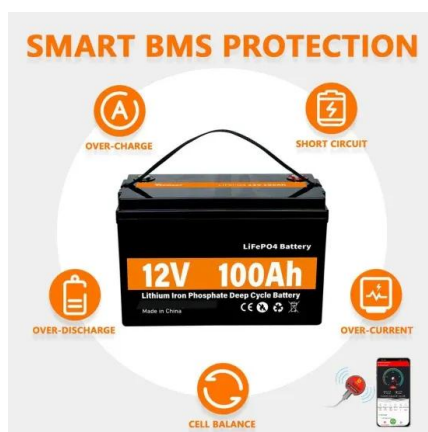 SMART BMS PROTECTION
A
OVER-CHARGE
SHORT CIRCUIT
LiFePO4 Battery
12V 100Ah
Lithium Iron Phosphate Deep Cycle Battery
Made in China
CE
OVER-DISCHARGE
OVER-CURRENT
CELL BALANCE